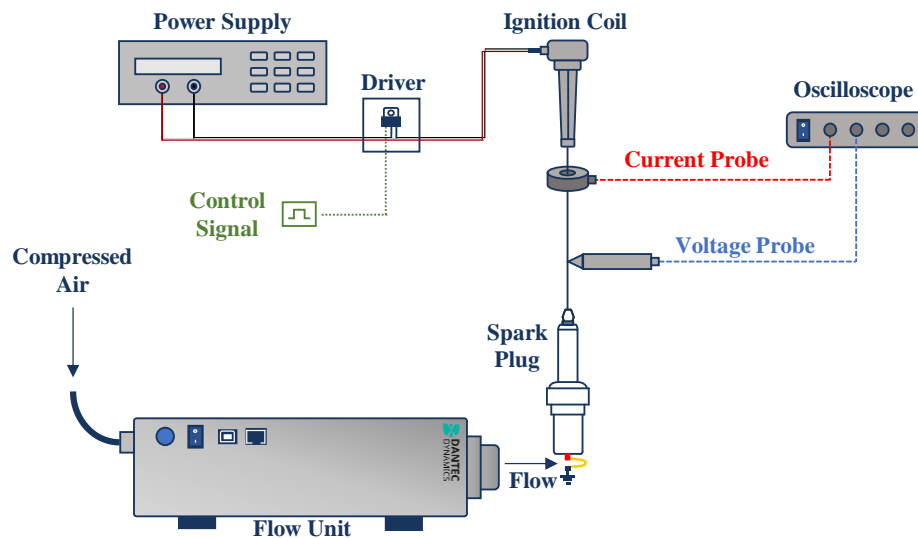 Power Supply
Ignition Coil
Driver
Oscilloscope
Current Probe
Control
Signal
Voltage Probe
Compressed
Air
Spark
Plug
DANTEC
DYNAMICS
Flow
Flow Unit